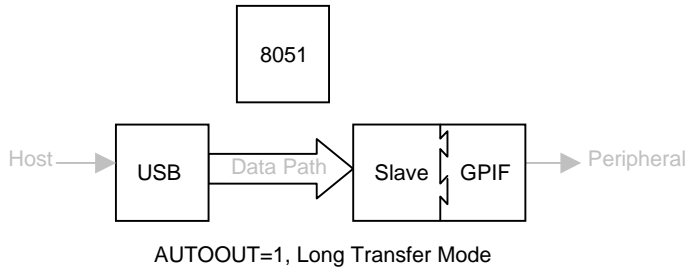 8051
Host
USB
Data Path
Slave
GPIF
Peripheral
AUTOOUT=1, Long Transfer Mode